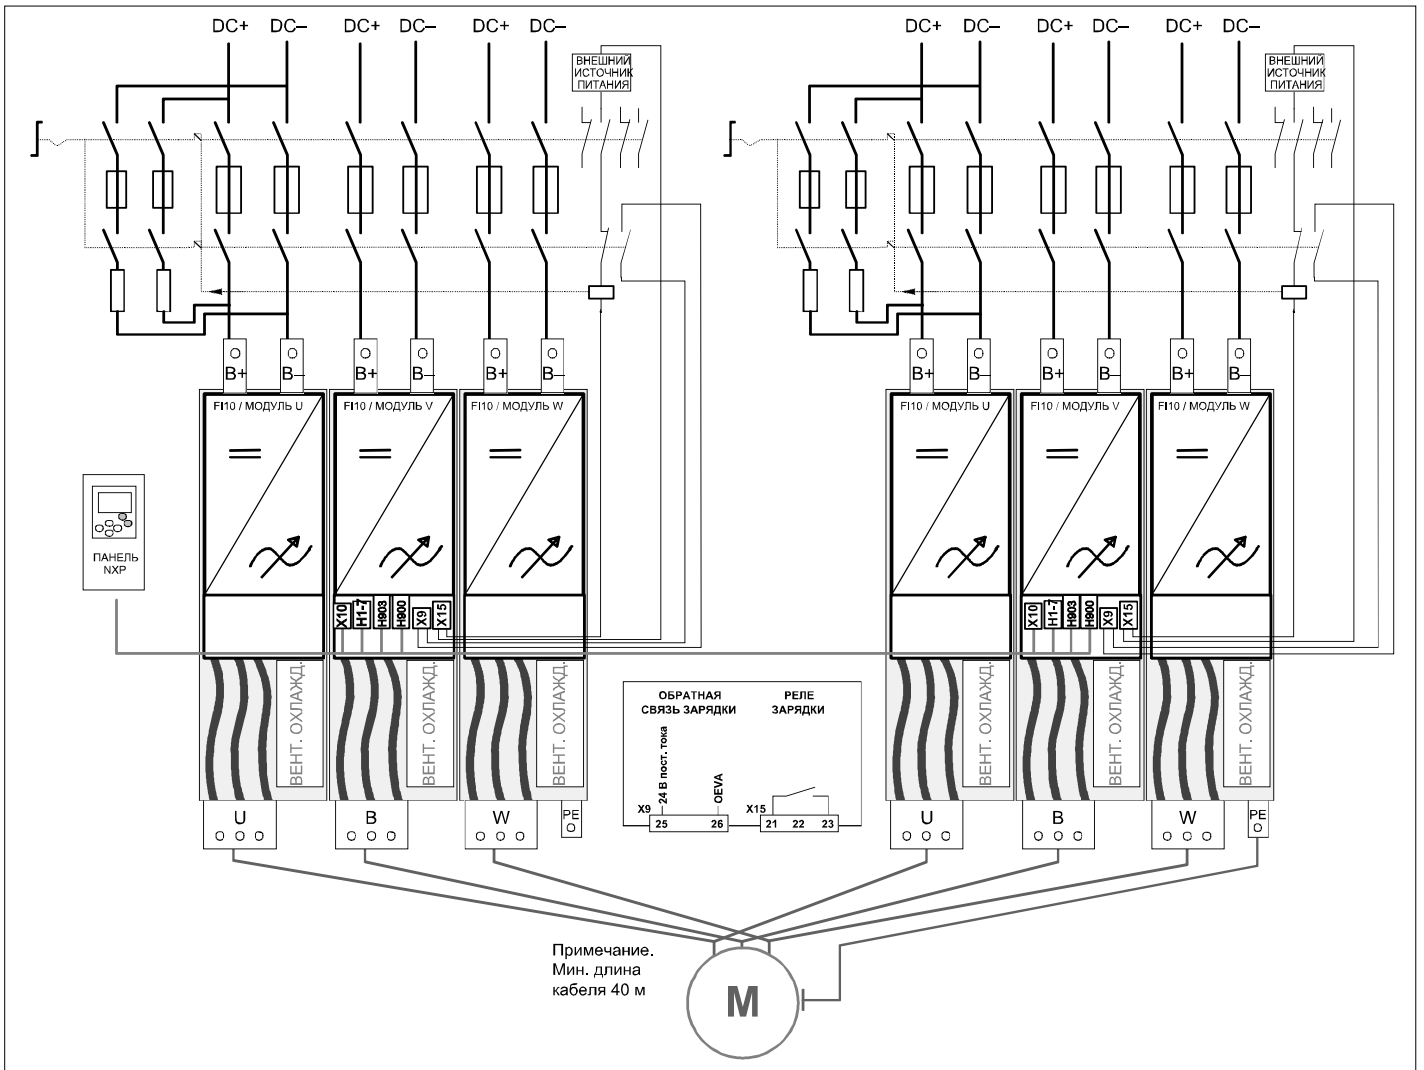 DC+ DC– DC+ DC– DC+ DC– DC+ DC– DC+ DC– DC+ DC–
ВНЕШНИЙ
ИСТОЧНИК
ПИТАНИЯ
ВНЕШНИЙ
ИСТОЧНИК
ПИТАНИЯ
B+ B– B+ B– B+ B– B+ B– B+ B– B+ B–
FI10 / МОДУЛЬ U FI10 / МОДУЛЬ V FI10 / МОДУЛЬ W FI10 / МОДУЛЬ U FI10 / МОДУЛЬ V FI10 / МОДУЛЬ W
ПАНЕЛЬ
NXP
X10 H1-7 H903 H900 X9 X15
X10 H1-7 H903 H900 X9 X15
ВЕНТ. ОХЛАЖД. ВЕНТ. ОХЛАЖД. ВЕНТ. ОХЛАЖД. ВЕНТ. ОХЛАЖД. ВЕНТ. ОХЛАЖД. ВЕНТ. ОХЛАЖД.
ОБРАТНАЯ
СВЯЗЬ ЗАРЯДКИ
РЕЛЕ
ЗАРЯДКИ
24 В пост. тока
OEVA
X9 25 26
X15 21 22 23
U B W PE U B W PE
Примечание.
Мин. длина
кабеля 40 м
M